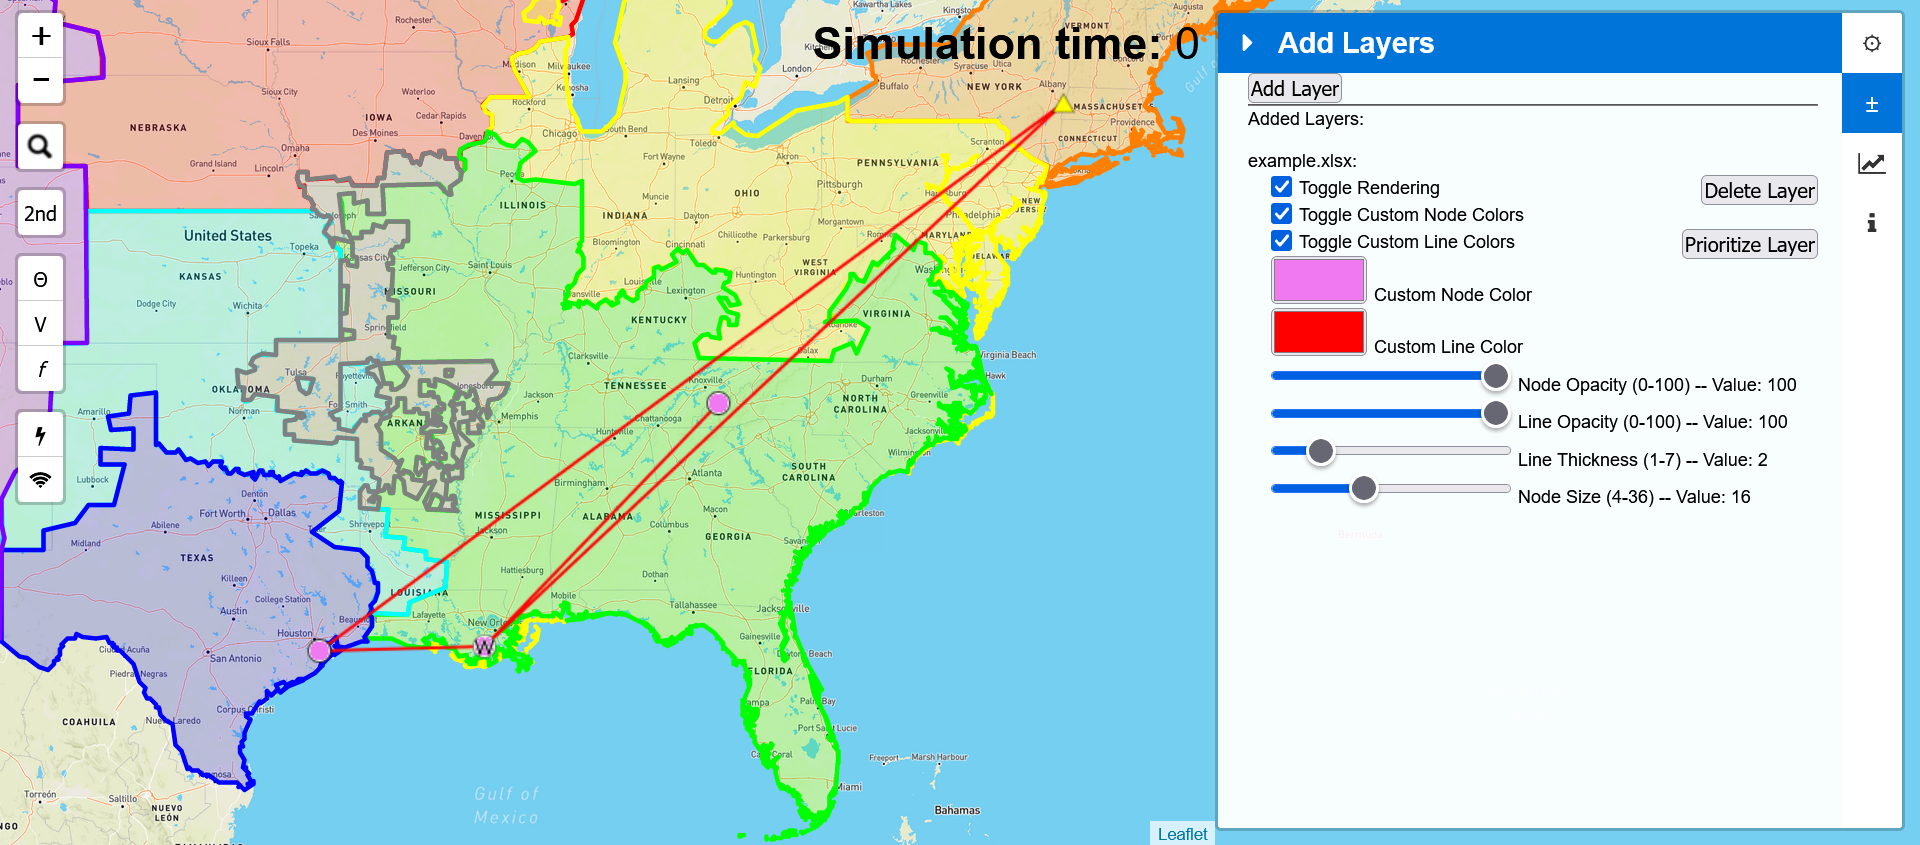 Simulation time: 0
+
−
2nd
Θ
V
f
Add Layers
Add Layer
Added Layers:
example.xlsx:
Toggle Rendering
Delete Layer
Toggle Custom Node Colors
Toggle Custom Line Colors
Prioritize Layer
Custom Node Color
Custom Line Color
Node Opacity (0-100) -- Value: 100
Line Opacity (0-100) -- Value: 100
Line Thickness (1-7) -- Value: 2
Node Size (4-36) -- Value: 16
±
Kawartha Lakes
Kingston
Augusta
Rochester
VERMONT
Sioux Falls
Madison
Milwaukee
London
Rochester
Syracuse
Utica
Concord
Kenosha
Lansing
Buffalo
NEW YORK
Albany
Sioux City
Waterloo
Rockford
Detroit
MASSACHUSETTS
NEBRASKA
IOWA
Cedar Rapids
Des Moines
Chicago
South Bend
Toledo
Providence
CONNECTICUT
Omaha
Grand Island
Lincoln
Peoria
Fort Wayne
Akron
PENNSYLVANIA
Scranton
Pittsburgh
Muncie
OHIO
NEW
JERSEY
Philadelphia
ILLINOIS
INDIANA
Dayton
Morgantown
United States
Topeka
Kansas City
Bloomington
Cincinnati
Chillicothe
Parkersburg
MARYLAND
DELAWARE
KANSAS
Jefferson City
Saint Louis
WEST
VIRGINIA
Huntington
Louisville
Lexington
Dodge City
Wichita
MISSOURI
Evansville
KENTUCKY
VIRGINIA
Roanoke
Springfield
Galax
Virginia Beach
Clarksville
Tulsa
Fayetteville
Jonesboro
Knoxville
Durham
OKLAHOMA
TENNESSEE
Jackson
NORTH
CAROLINA
Greenville
Hawk
Amarillo
Norman
Fort Smith
Memphis
Chattanooga
Huntsville
Jacksonville
Wilmington
Lubbock
Atlanta
SOUTH
CAROLINA
Birmingham
Denton
Fort Worth
Dallas
Abilene
Shreveport
MISSISSIPPI
Jackson
ALABAMA
Columbus
Macon
Midland
TEXAS
GEORGIA
Killeen
Hattiesburg
Dothan
College Station
LOUISIANA
Austin
Mobile
Tallahassee
Jacksonville
Beaumont
Lafayette
New Orleans
Houston
W
Gainesville
San Antonio
Ciudad Acuña
Daytona Beach
Piedras Negras
FLORIDA
Tampa
Palm Bay
COAHUILA
Nuevo Laredo
Corpus Christi
Port Saint Lucie
Cape Coral
Freeport
Marsh Harbour
Reynosa
Miami
Torreón
Saltillo
NUEVO
LEÓN
Gulf of
Mexico
Bahamas
Leaflet